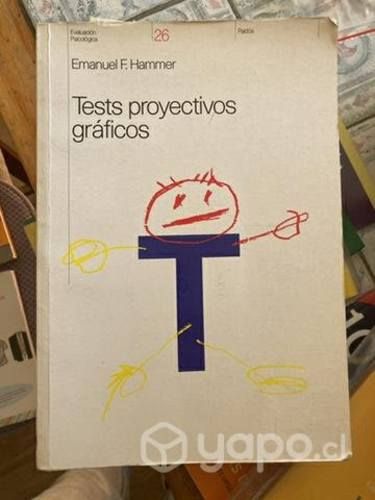 Evaluación
Psicológica
26
Paidós
Emanuel F. Hammer
Tests proyectivos
gráficos
T
yapo.cl